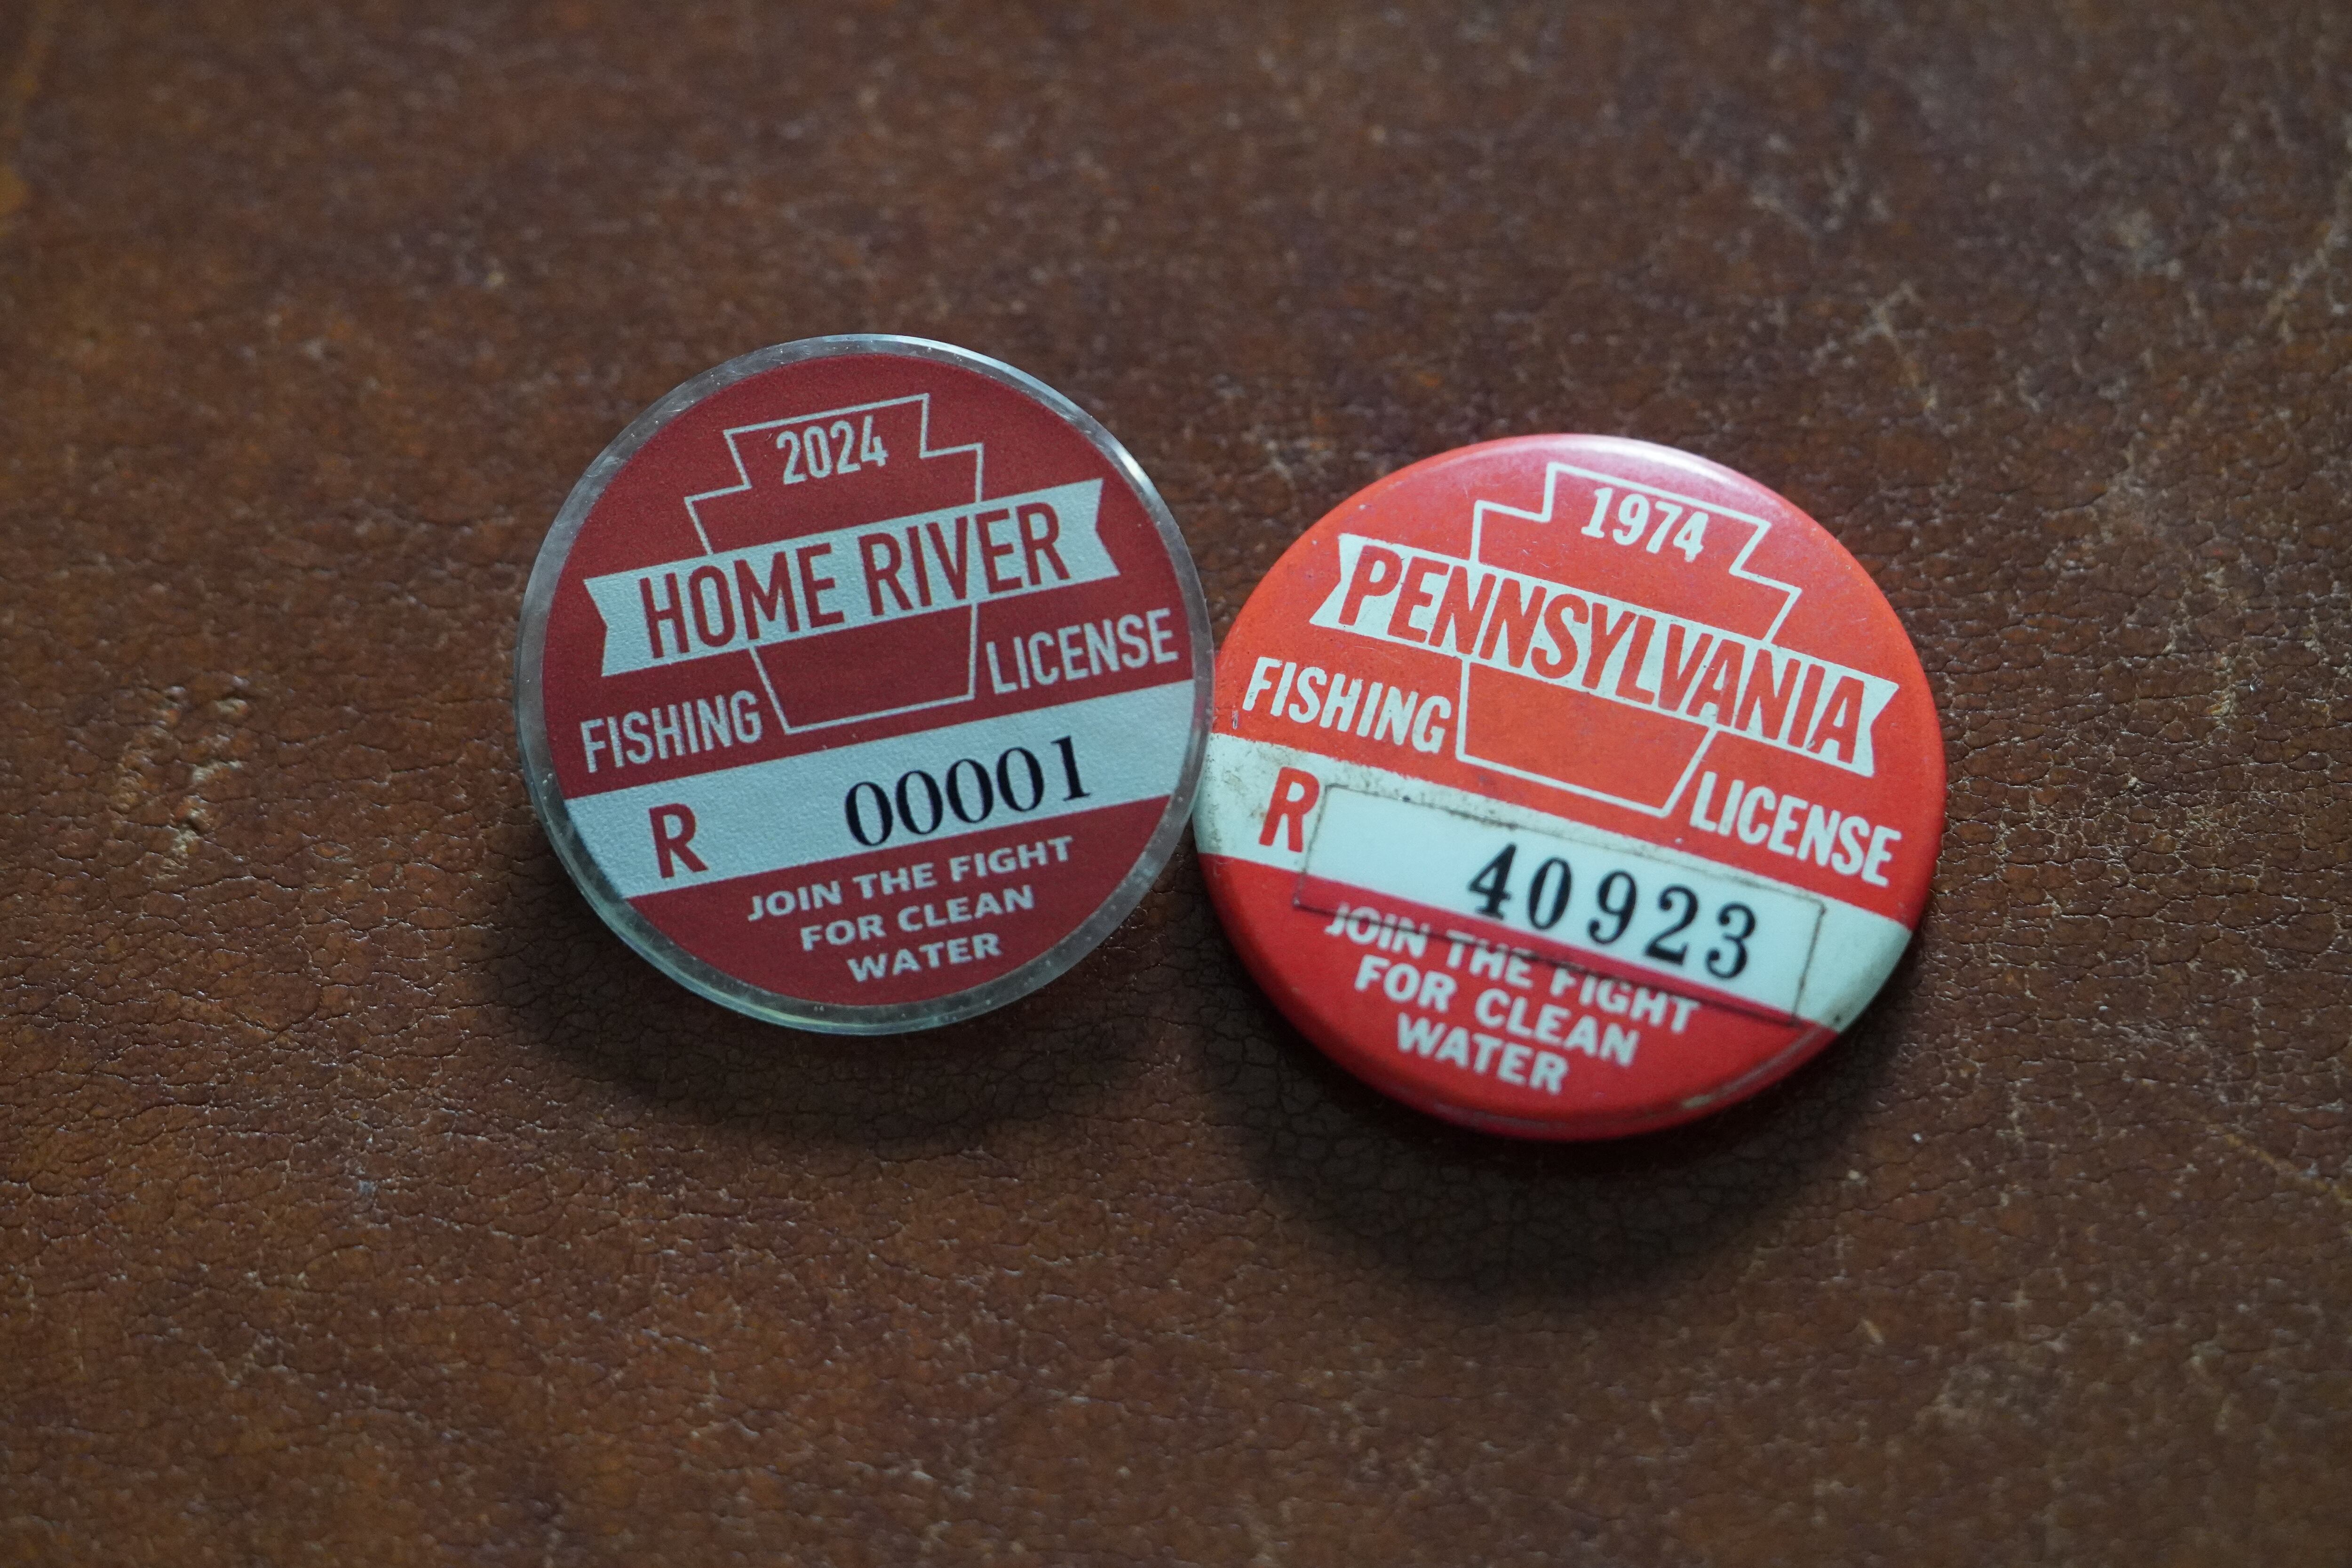 2024
HOME RIVER
FISHING LICENSE
R 00001
JOIN THE FIGHT
FOR CLEAN
WATER
1974
PENNSYLVANIA
FISHING LICENSE
R 40923
JOIN THE FIGHT
FOR CLEAN
WATER